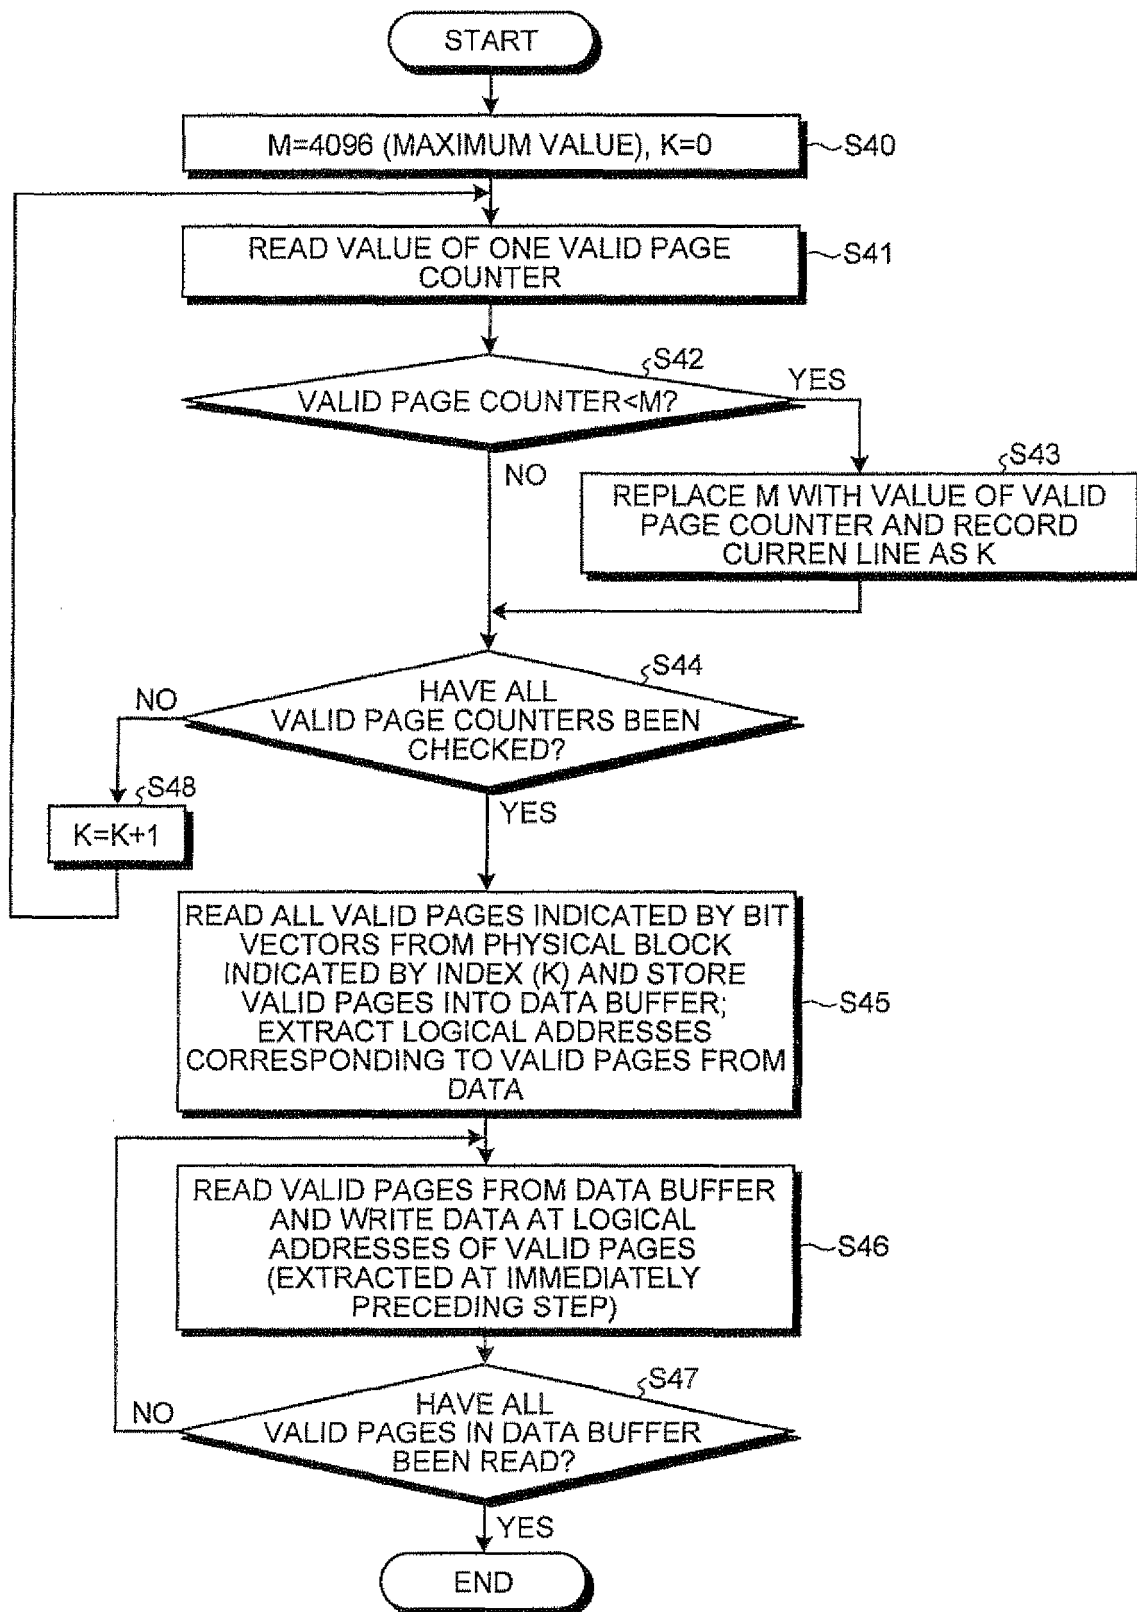 START
M=4096 (MAXIMUM VALUE), K=0
S40
READ VALUE OF ONE VALID PAGE
COUNTER
S41
S42
VALID PAGE COUNTER<M?
YES
NO
S43
REPLACE M WITH VALUE OF VALID
PAGE COUNTER AND RECORD
CURREN LINE AS K
S44
HAVE ALL
VALID PAGE COUNTERS BEEN
CHECKED?
NO
YES
S48
K=K+1
READ ALL VALID PAGES INDICATED BY BIT
VECTORS FROM PHYSICAL BLOCK
INDICATED BY INDEX (K) AND STORE
VALID PAGES INTO DATA BUFFER;
EXTRACT LOGICAL ADDRESSES
CORRESPONDING TO VALID PAGES FROM
DATA
S45
READ VALID PAGES FROM DATA BUFFER
AND WRITE DATA AT LOGICAL
ADDRESSES OF VALID PAGES
(EXTRACTED AT IMMEDIATELY
PRECEDING STEP)
S46
S47
HAVE ALL
VALID PAGES IN DATA BUFFER
BEEN READ?
NO
YES
END